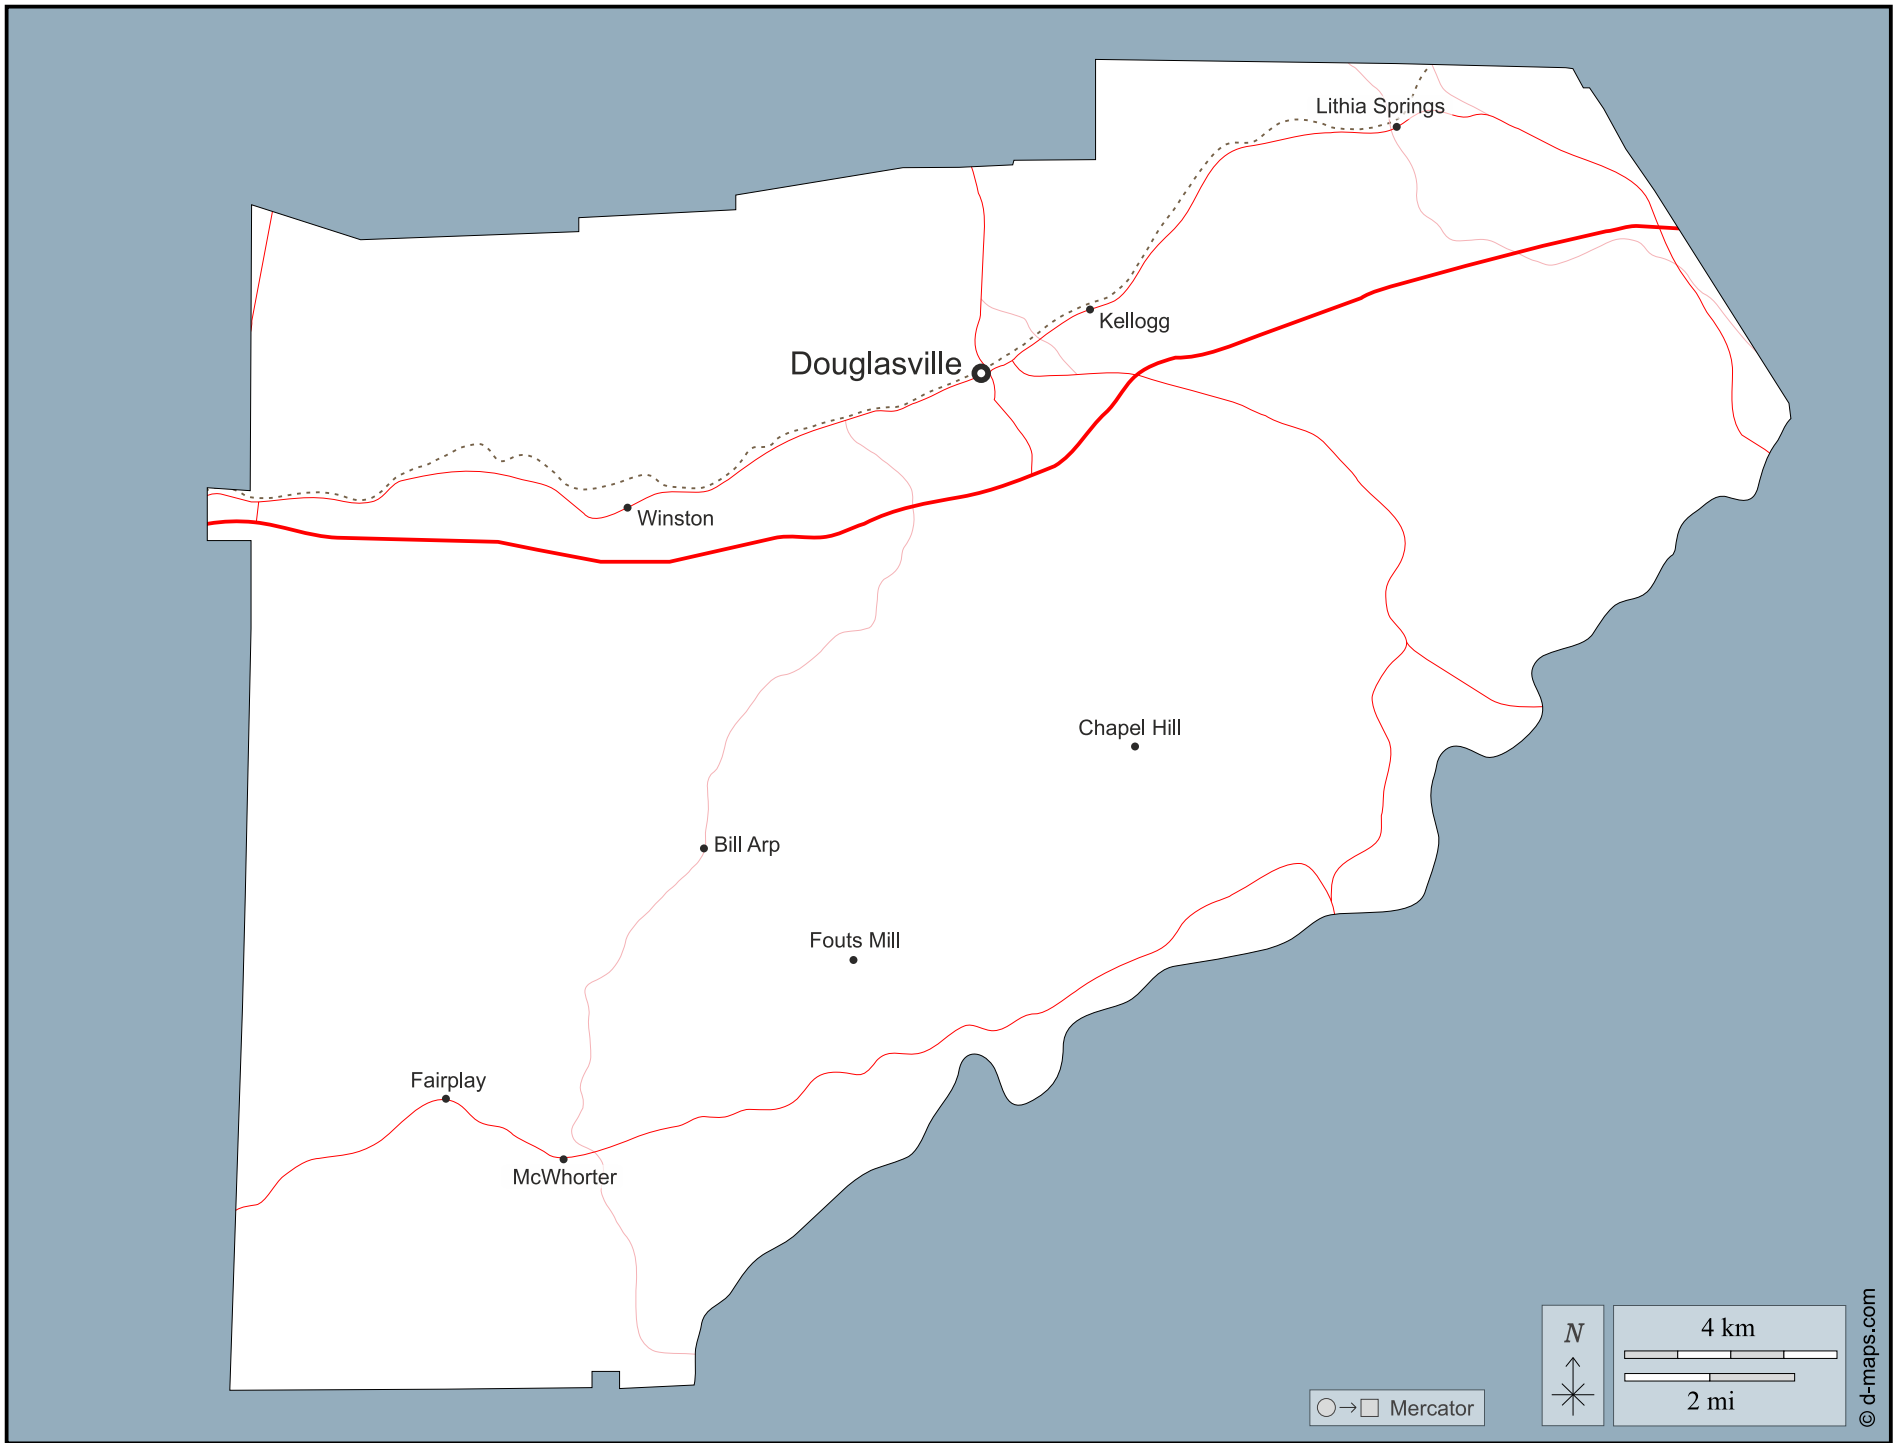 Lithia Springs
Kellogg
Douglasville
Winston
Chapel Hill
Bill Arp
Fouts Mill
Fairplay
McWhorter
N
4 km
2 mi
Mercator
© d-maps.com